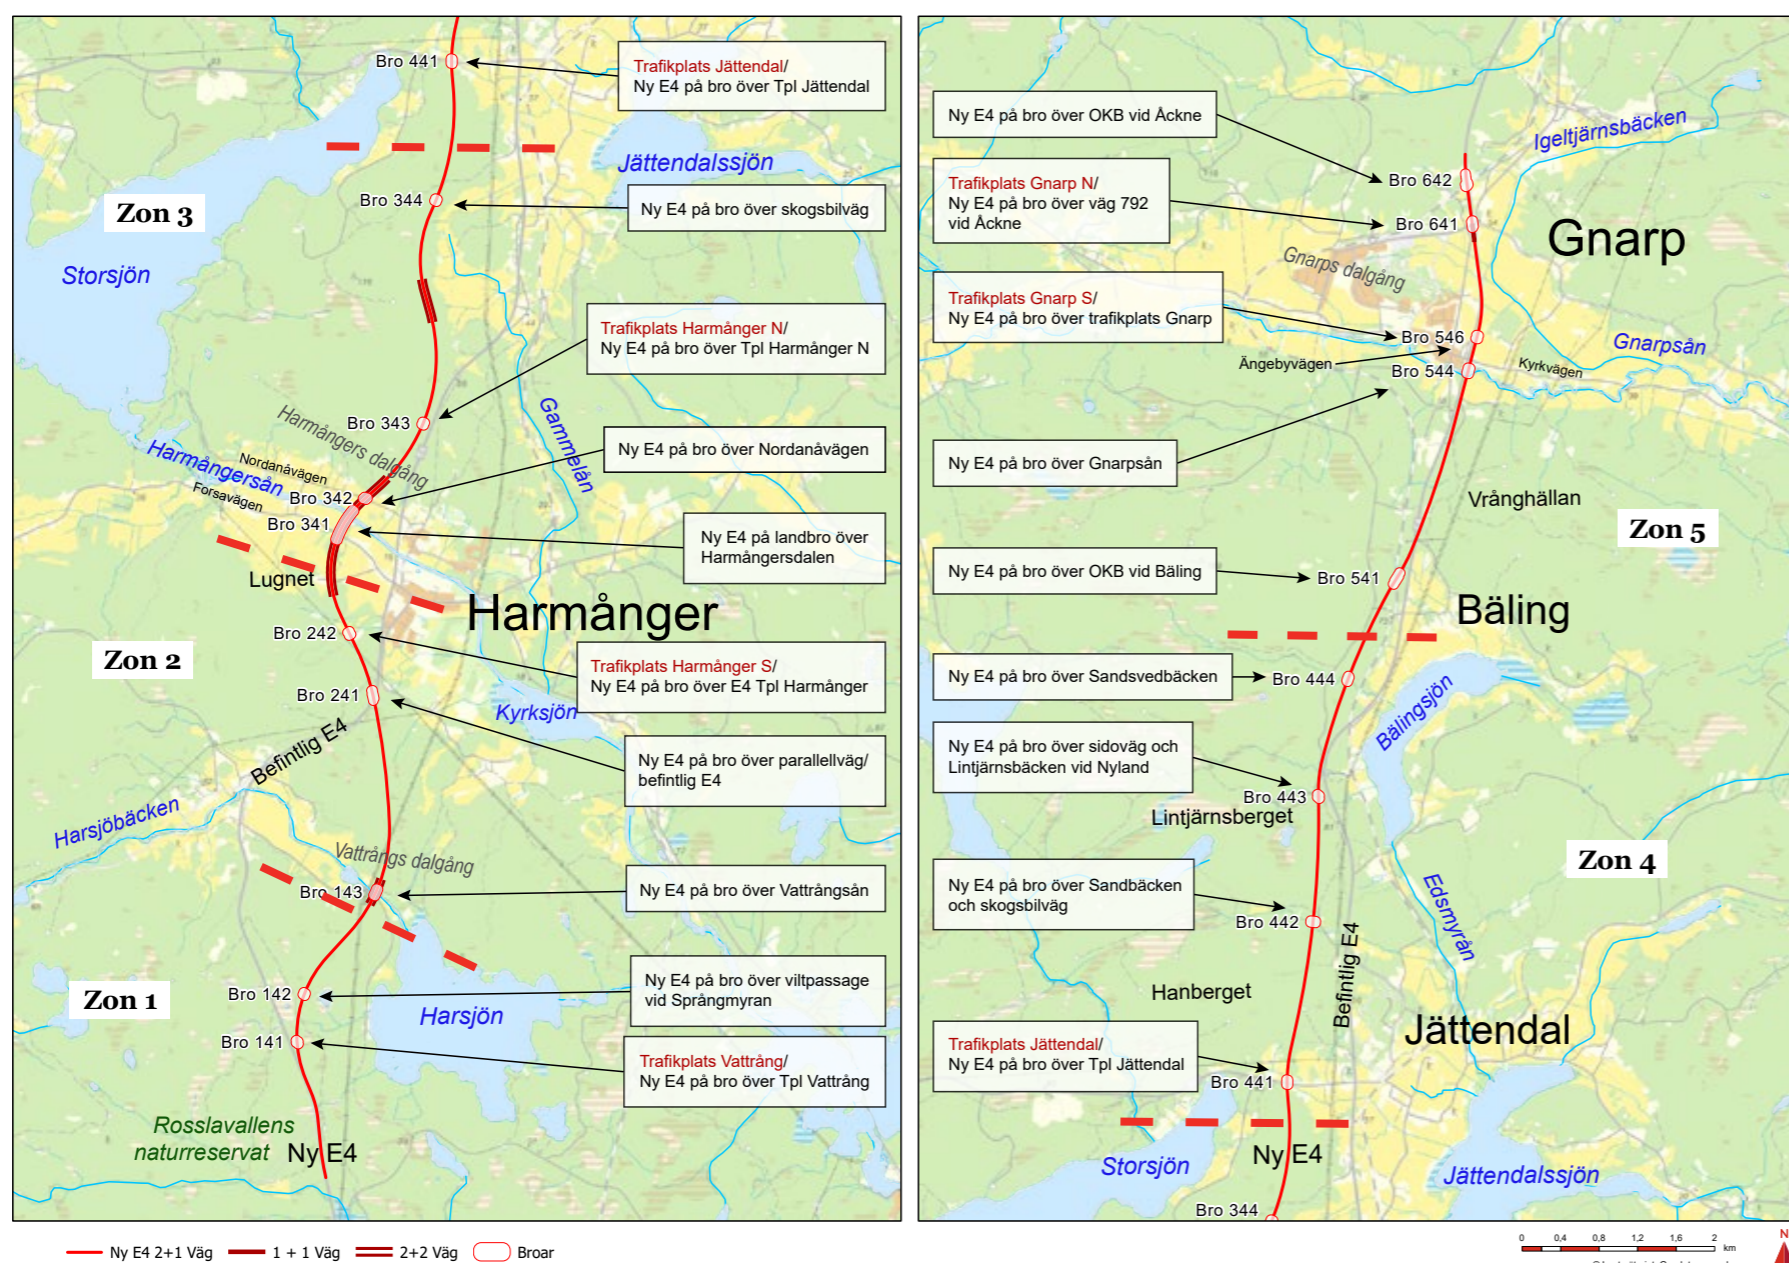 Bro 441
Trafikplats Jättendal/
Ny E4 på bro över Tpl Jättendal
Jättendalssjön
Zon 3
Bro 344
Ny E4 på bro över skogsbilväg
Storsjön
Trafikplats Harmånger N/
Ny E4 på bro över Tpl Harmånger N
Bro 343
Harmångers dalgång
Gammelån
Ny E4 på bro över Nordanåvägen
Harmångersån
Nordanåvägen
Forsavägen
Bro 342
Bro 341
Ny E4 på landbro över
Harmångersdalen
Lugnet
Harmånger
Bro 242
Zon 2
Trafikplats Harmånger S/
Ny E4 på bro över E4 Tpl Harmånger
Bro 241
Kyrksjön
Befintlig E4
Ny E4 på bro över parallellväg/
befintlig E4
Harsjöbäcken
Vattrångs dalgång
Bro 143
Ny E4 på bro över Vattrångsån
Zon 1
Bro 142
Ny E4 på bro över viltpassage
vid Språngmyran
Harsjön
Bro 141
Trafikplats Vattrång/
Ny E4 på bro över Tpl Vattrång
Rosslavallens
naturreservat
Ny E4
Ny E4 på bro över OKB vid Åckne
Igeltjärnsbäcken
Bro 642
Trafikplats Gnarp N/
Ny E4 på bro över väg 792
vid Åckne
Bro 641
Gnarp
Gnarps dalgång
Trafikplats Gnarp S/
Ny E4 på bro över trafikplats Gnarp
Bro 546
Gnarpsån
Ängebyvägen
Bro 544
Kyrkvägen
Ny E4 på bro över Gnarpsån
Vrånghällan
Zon 5
Ny E4 på bro över OKB vid Bäling
Bro 541
Bäling
Ny E4 på bro över Sandsvedbäcken
Bro 444
Bälingsjön
Ny E4 på bro över sidoväg och
Lintjärnsbäcken vid Nyland
Bro 443
Lintjärnsberget
Zon 4
Ny E4 på bro över Sandbäcken
och skogsbilväg
Bro 442
Edsmyrån
Befintlig E4
Hanberget
Jättendal
Trafikplats Jättendal/
Ny E4 på bro över Tpl Jättendal
Bro 441
Ny E4
Storsjön
Jättendalssjön
Bro 344
Ny E4 2+1 Väg
1 + 1 Väg
2+2 Väg
Broar
0 0,4 0,8 1,2 1,6 2
km
N